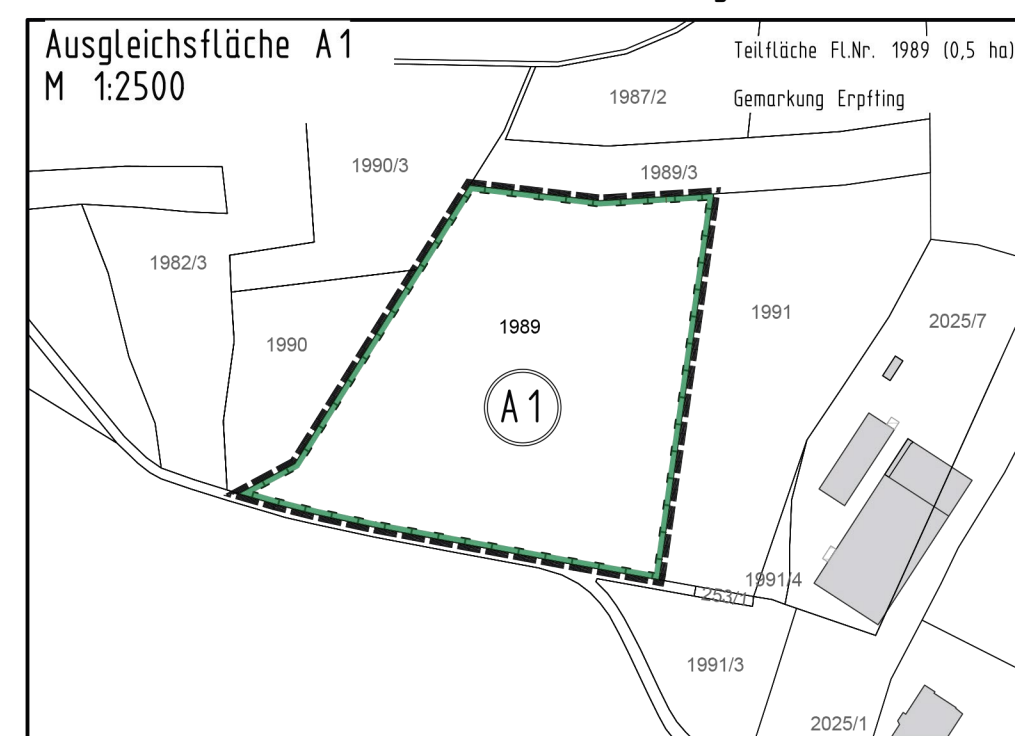 Ausgleichsfläche A1
M 1:2500
Teilfläche Fl.Nr. 1989 (0,5 ha)
Gemarkung Erpfting
1987/2
1990/3
1989/3
1982/3
1990
1989
1991
2025/7
A1
1991/4
253/1
1991/3
2025/1